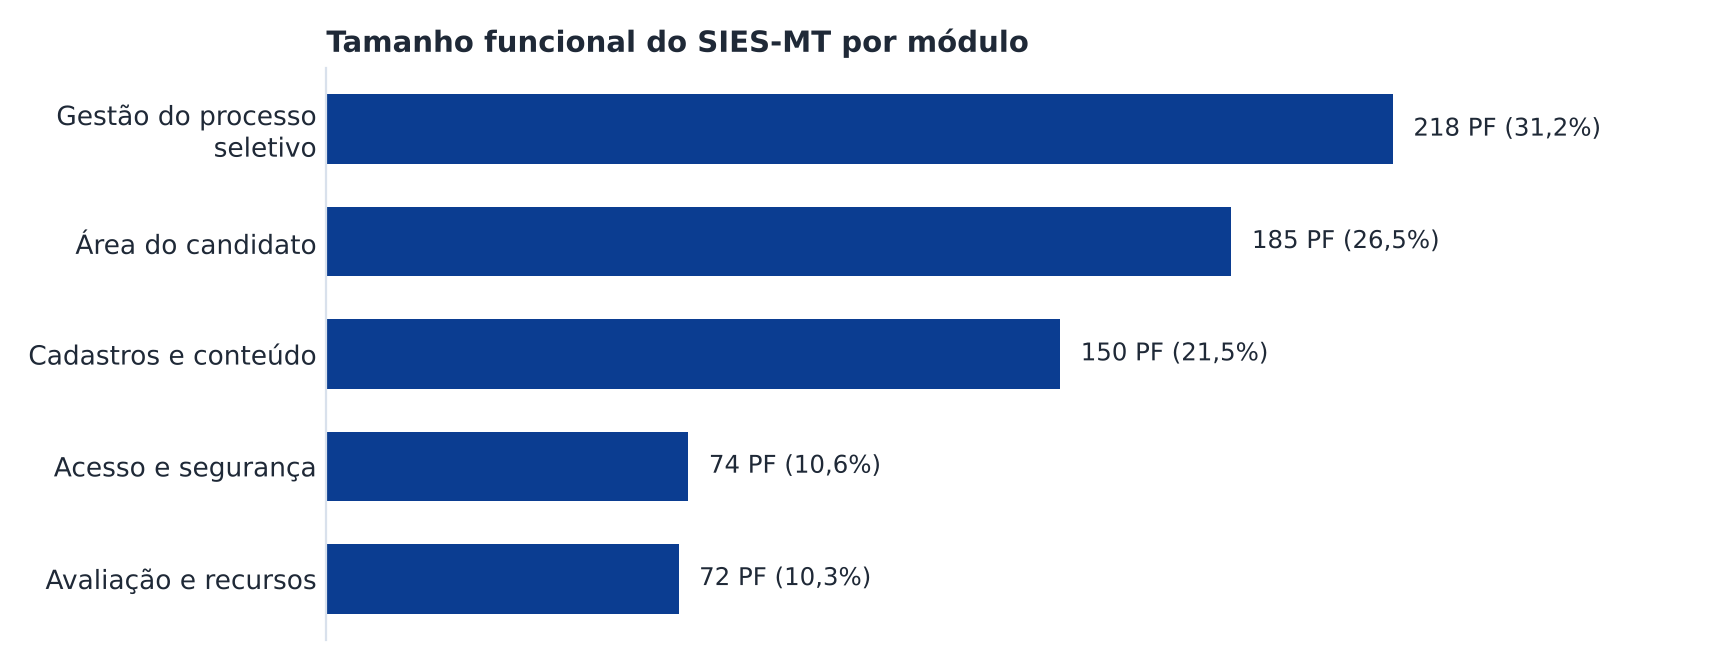 Tamanho funcional do SIES-MT por módulo
Gestão do processo
seletivo
218 PF (31,2%)
Área do candidato
185 PF (26,5%)
Cadastros e conteúdo
150 PF (21,5%)
Acesso e segurança
74 PF (10,6%)
Avaliação e recursos
72 PF (10,3%)